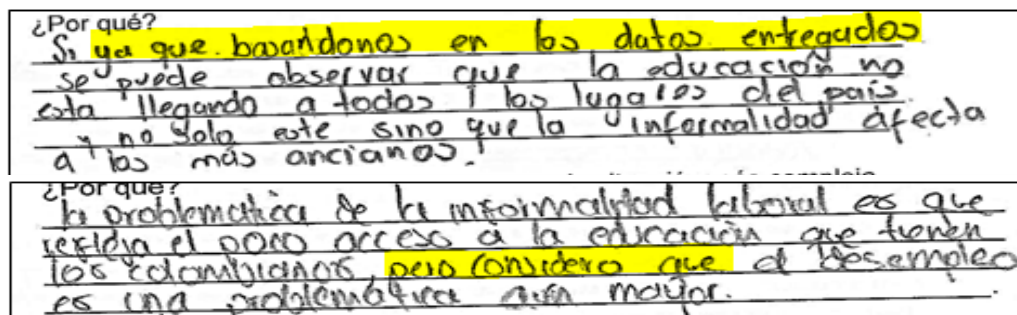 ¿Por qué?
Si ya que basandonos en los datos entregados
se puede observar que la educación no
esta llegando a todos los lugares del país
y no solo este sino que la informalidad afecta
a los más ancianos.
¿Por qué?
la problematica de la informalidad laboral es que
refleja el poco acceso a la educación que tienen
los colombianos, pero considero que el desempleo
es una problemática aún mayor.